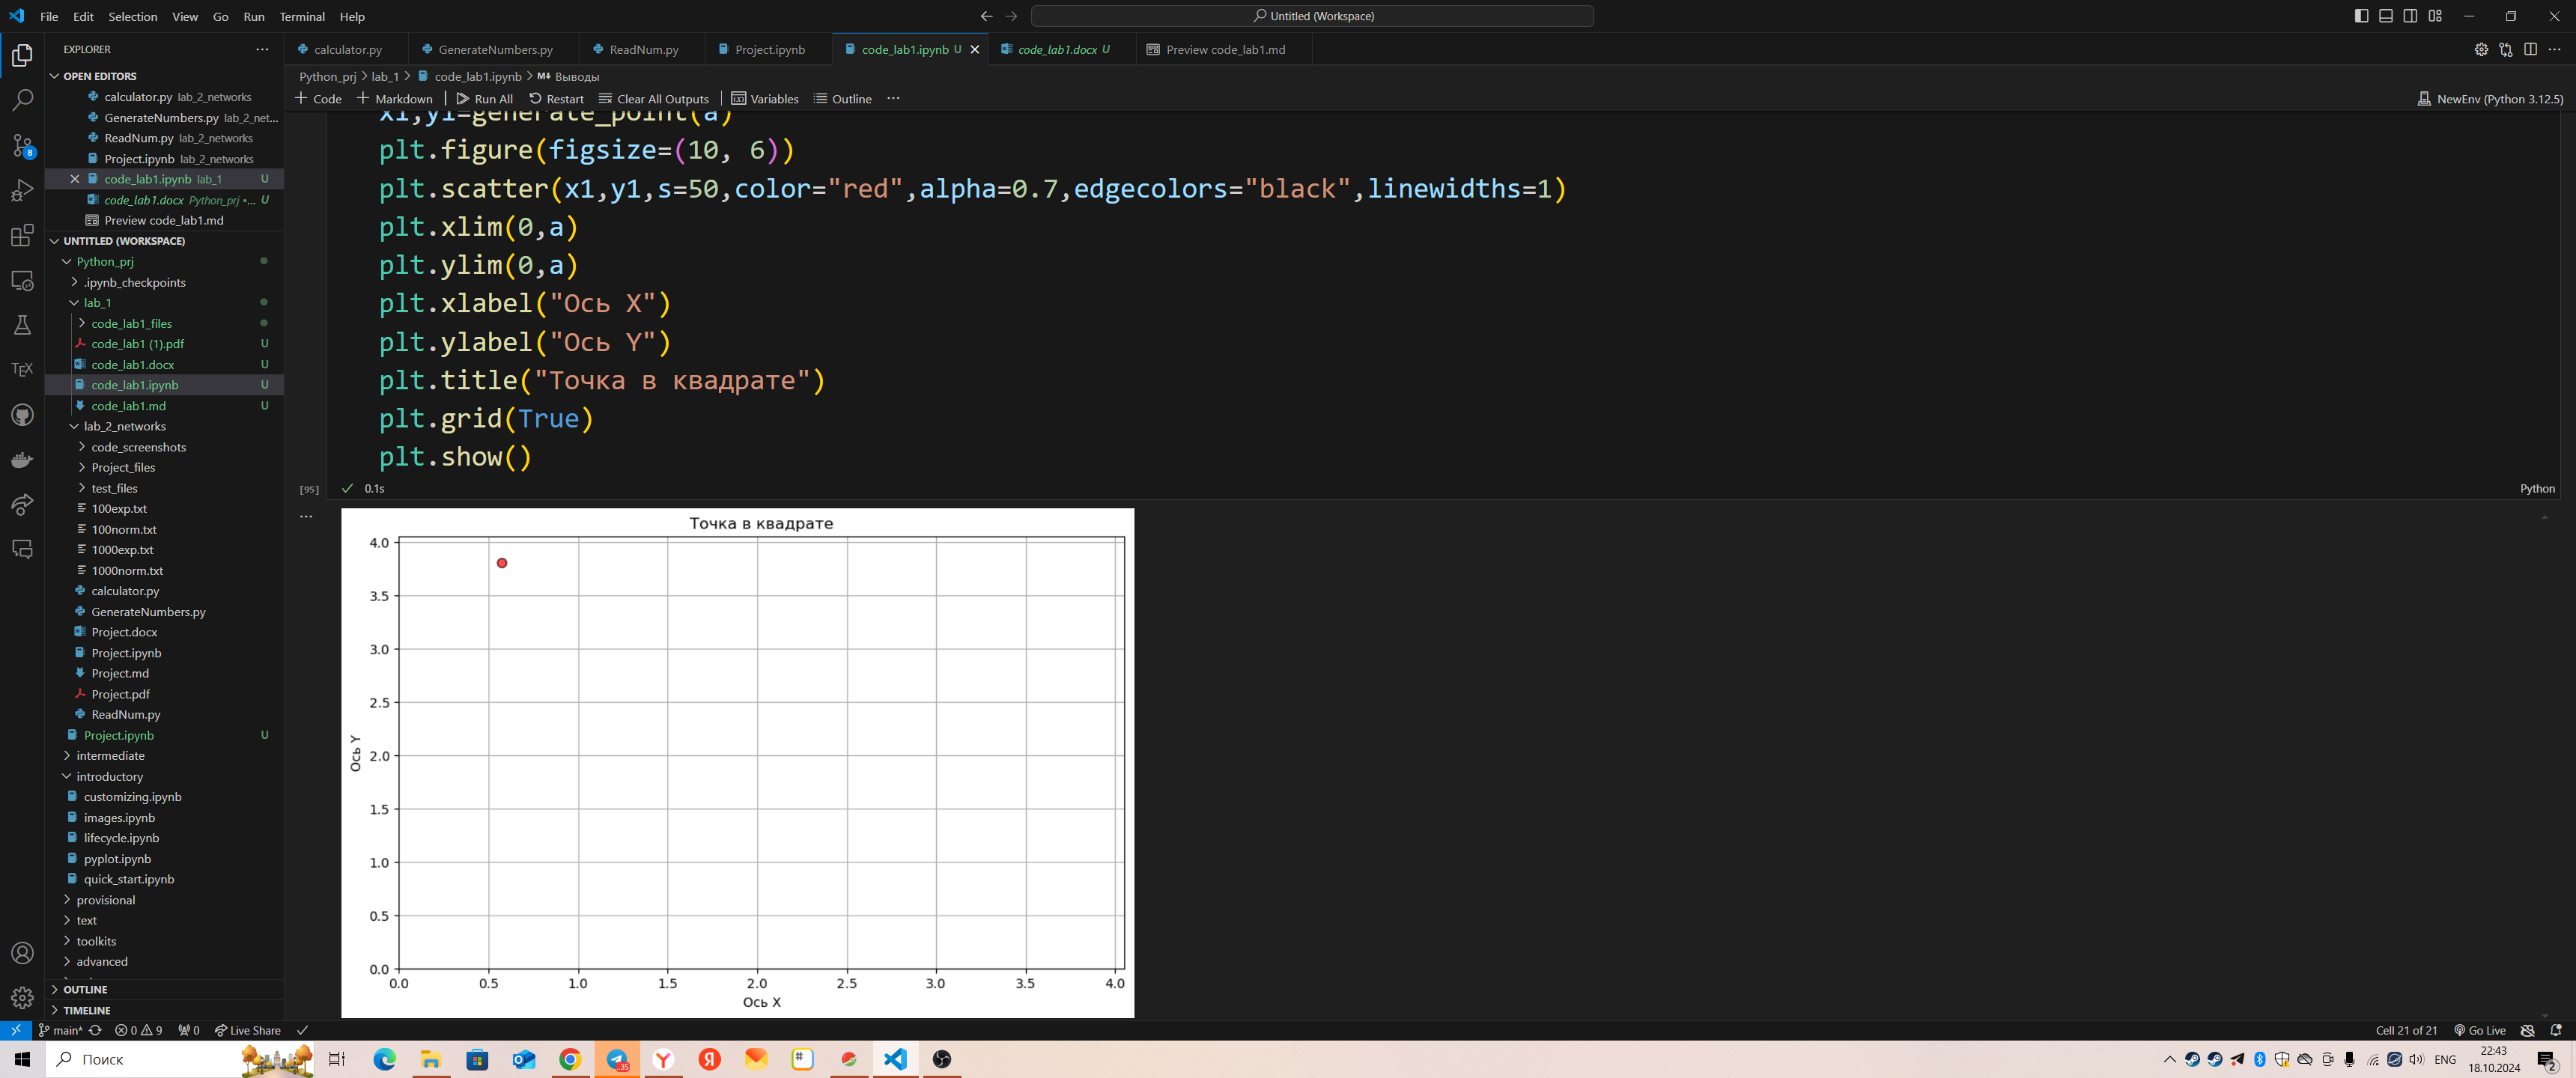 File Edit Selection View Go Run Terminal Help
Untitled (Workspace)
EXPLORER
calculator.py
GenerateNumbers.py
ReadNum.py
Project.ipynb
code_lab1.ipynb U
code_lab1.docx U
Preview code_lab1.md
OPEN EDITORS
calculator.py lab_2_networks
GenerateNumbers.py lab_2_net...
ReadNum.py lab_2_networks
Project.ipynb lab_2_networks
code_lab1.ipynb lab_1 U
code_lab1.docx Python_prj •... U
Preview code_lab1.md
UNTITLED (WORKSPACE)
Python_prj
.ipynb_checkpoints
lab_1
code_lab1_files
code_lab1 (1).pdf U
code_lab1.docx U
code_lab1.ipynb U
code_lab1.md U
lab_2_networks
code_screenshots
Project_files
test_files
100exp.txt
100norm.txt
1000exp.txt
1000norm.txt
calculator.py
GenerateNumbers.py
Project.docx
Project.ipynb
Project.md
Project.pdf
ReadNum.py
Project.ipynb U
intermediate
introductory
customizing.ipynb
images.ipynb
lifecycle.ipynb
pyplot.ipynb
quick_start.ipynb
provisional
text
toolkits
advanced
OUTLINE
TIMELINE
Python_prj > lab_1 > code_lab1.ipynb > M↓ Выводы
+ Code + Markdown Run All Restart Clear All Outputs Variables Outline ...
NewEnv (Python 3.12.5)
x1,y1=generate_point(a)
plt.figure(figsize=(10, 6))
plt.scatter(x1,y1,s=50,color="red",alpha=0.7,edgecolors="black",linewidths=1)
plt.xlim(0,a)
plt.ylim(0,a)
plt.xlabel("Ось X")
plt.ylabel("Ось Y")
plt.title("Точка в квадрате")
plt.grid(True)
plt.show()
[95] 0.1s
Python
Точка в квадрате
4.0
3.5
3.0
2.5
2.0
1.5
1.0
0.5
0.0
Ось Y
0.0 0.5 1.0 1.5 2.0 2.5 3.0 3.5 4.0
Ось X
main* 0 9 0 Live Share
Cell 21 of 21 Go Live
Поиск
35
ENG
22:43
18.10.2024
2
8
TEX